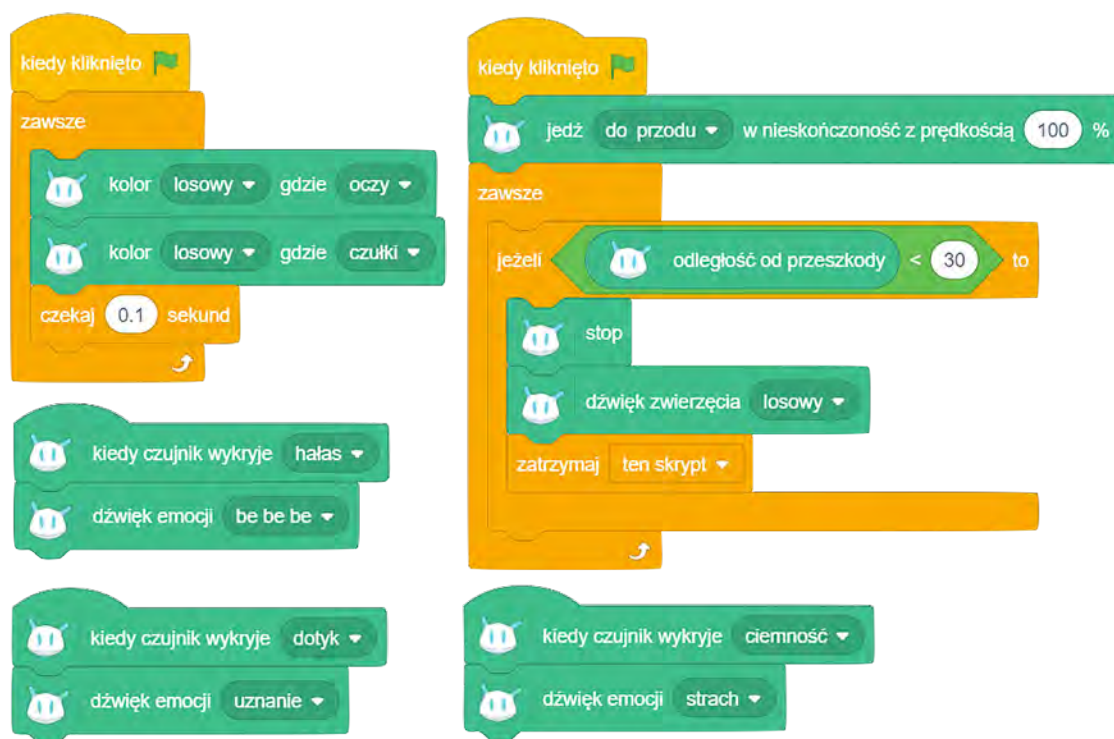 kiedy kliknięto
zawsze
kolor losowy gdzie oczy
kolor losowy gdzie czułki
czekaj 0.1 sekund
kiedy czujnik wykryje hałas
dźwięk emocji be be be
kiedy czujnik wykryje dotyk
dźwięk emocji uznanie
kiedy kliknięto
jedź do przodu w nieskończoność z prędkością 100 %
zawsze
jeżeli odległość od przeszkody < 30 to
stop
dźwięk zwierzęcia losowy
zatrzymaj ten skrypt
kiedy czujnik wykryje ciemność
dźwięk emocji strach